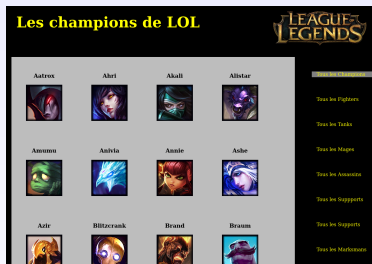 Les champions de LOL
LEAGUE of LEGENDS
Aatrox Ahri Akali Alistar
Amumu Anivia Annie Ashe
Azir Blitzcrank Brand Braum
Tous les Champions
Tous les Fighters
Tous les Tanks
Tous les Mages
Tous les Assassins
Tous les Suppports
Tous les Supports
Tous les Marksmans